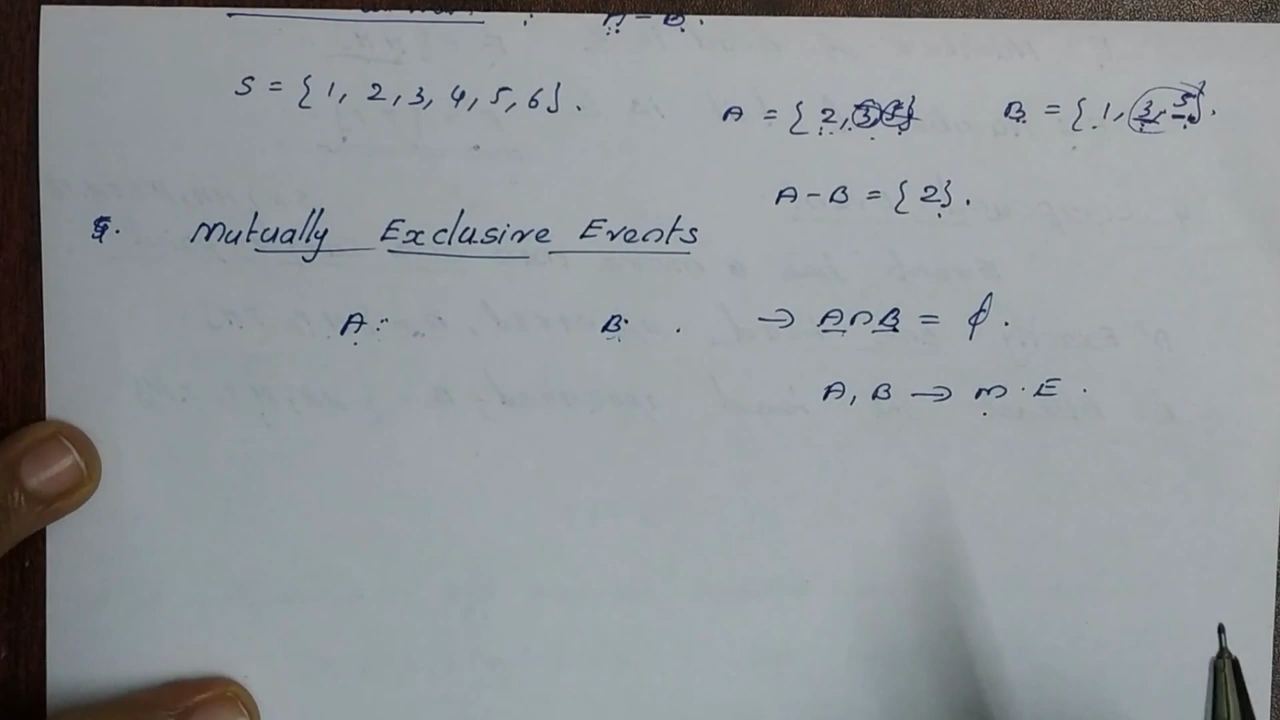 A - B.
S = { 1, 2, 3, 4, 5, 6 }.
A = { 2, 3, 5 } B = { 1, 3, 5 }.
A - B = { 2 }.
5. Mutually Exclusive Events
A: B . → A∩B = ϕ.
A, B → M.E.